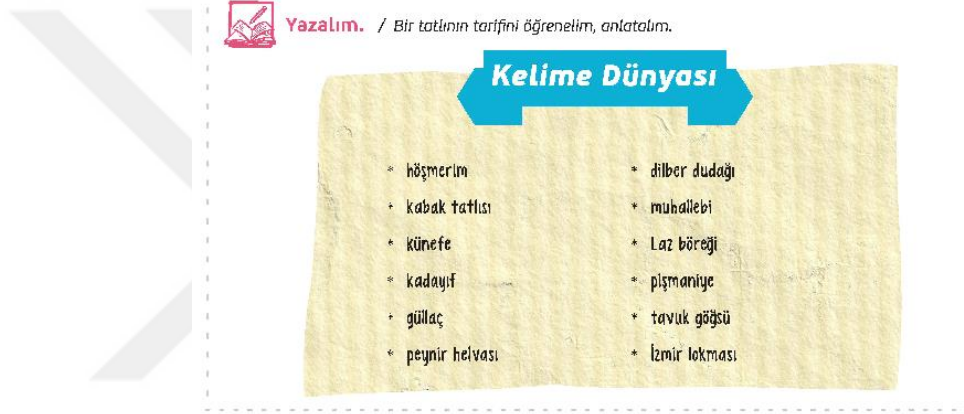 Yazalım. / Bir tatlının tarifini öğrenelim, anlatalım.
Kelime Dünyası
* höşmerim
* kabak tatlısı
* künefe
* kadayıf
* güllaç
* peynir helvası
* dilber dudağı
* muhallebi
* Laz böreği
* pişmaniye
* tavuk göğsü
* İzmir lokması